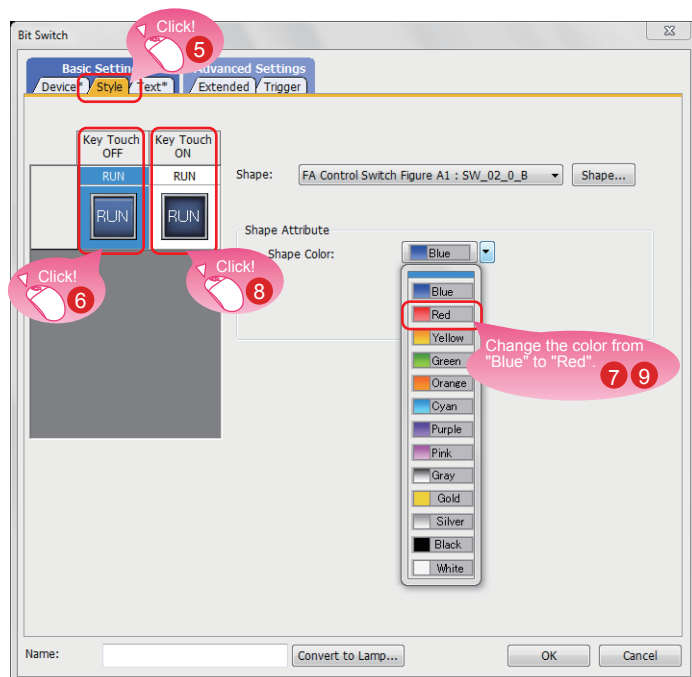 Bit Switch
Click!
5
Basic Settin
Advanced Settings
Device*
Style
Text*
Extended
Trigger
Key Touch
OFF
Key Touch
ON
RUN
RUN
RUN
RUN
Shape:
FA Control Switch Figure A1 : SW_02_0_B
Shape...
Shape Attribute
Shape Color:
Blue
Click!
6
Click!
8
Blue
Red
Yellow
Green
Orange
Cyan
Purple
Pink
Gray
Gold
Silver
Black
White
Change the color from
"Blue" to "Red".
7 9
Name:
Convert to Lamp...
OK
Cancel